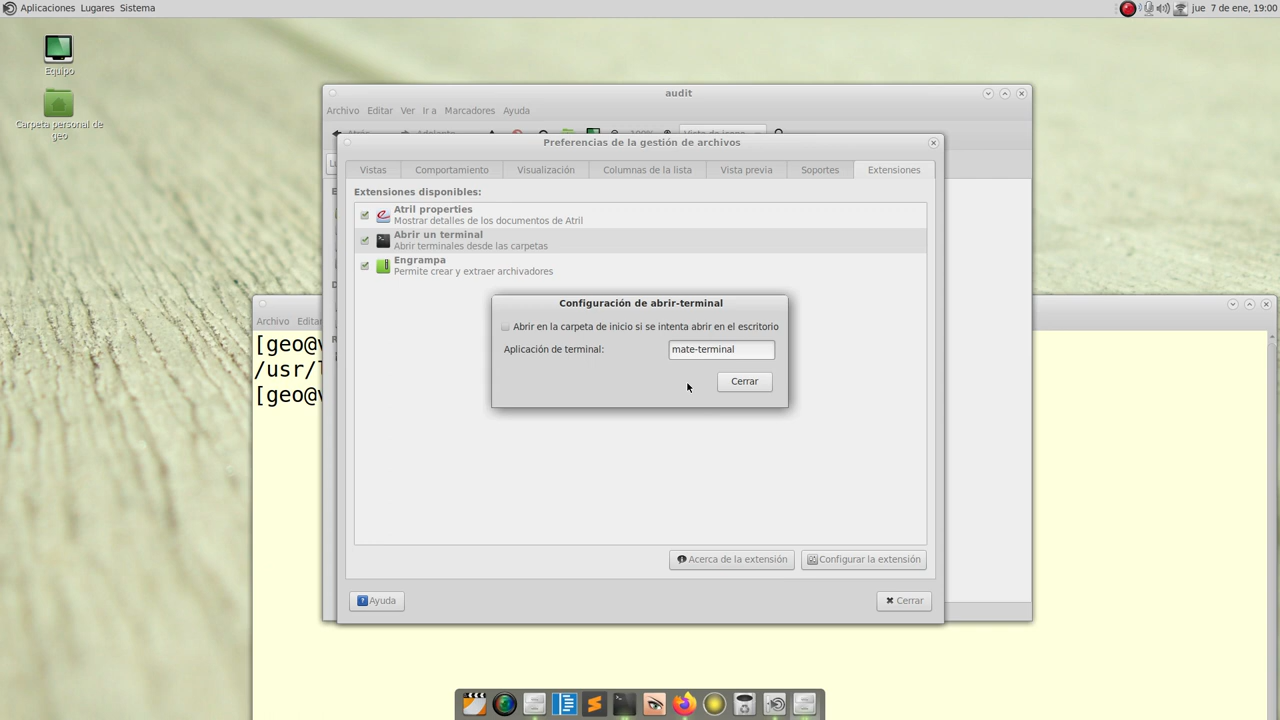 Aplicaciones Lugares Sistema
jue 7 de ene, 19:00
Equipo
Carpeta personal de
geo
audit
Archivo Editar Ver Ir a Marcadores Ayuda
100%
Preferencias de la gestión de archivos
Vistas Comportamiento Visualización Columnas de la lista Vista previa Soportes Extensiones
Extensiones disponibles:
Atril properties
Mostrar detalles de los documentos de Atril
Abrir un terminal
Abrir terminales desde las carpetas
Engrampa
Permite crear y extraer archivadores
Configuración de abrir-terminal
Abrir en la carpeta de inicio si se intenta abrir en el escritorio
Aplicación de terminal: mate-terminal
Cerrar
Acerca de la extensión Configurar la extensión
Ayuda Cerrar
Archivo Editar
[geo@
/usr/
[geo@